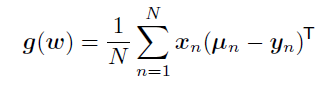 g(w) = \frac{1}{N} \sum_{n=1}^{N} x_n(\mu_n - y_n)^\mathsf{T}